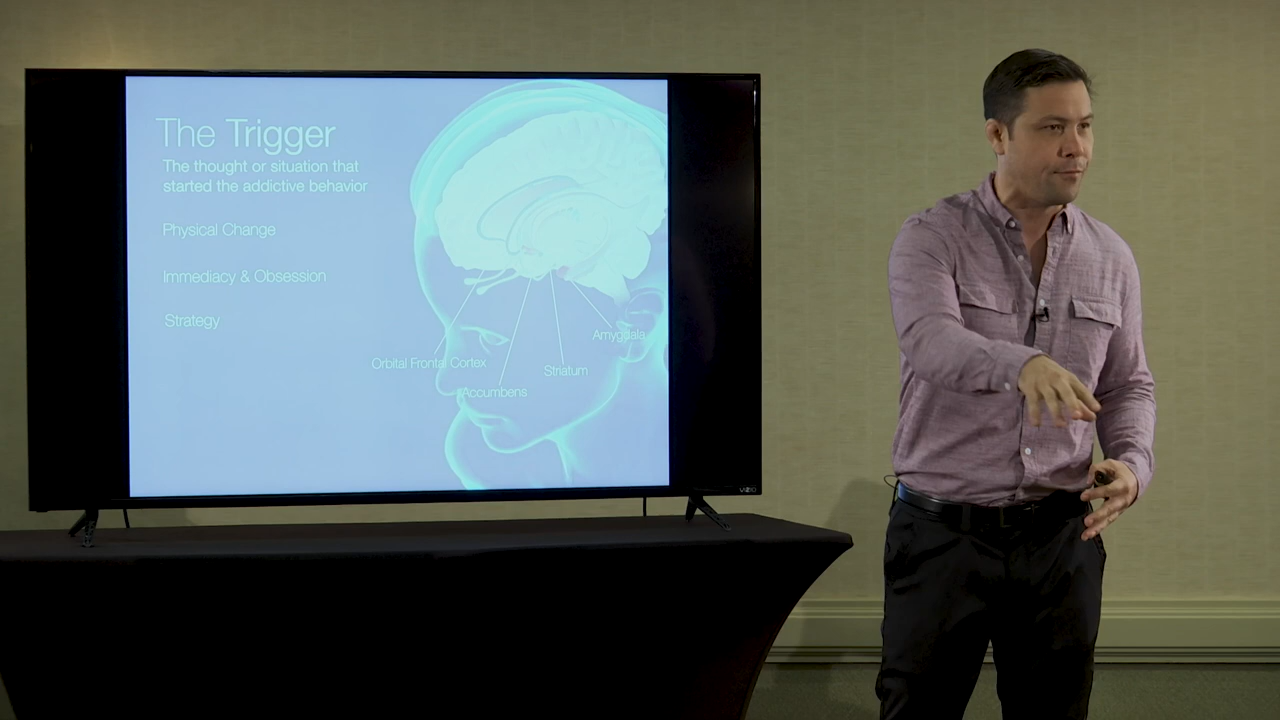 The Trigger
The thought or situation that
started the addictive behavior
Physical Change
Immediacy & Obsession
Strategy
Amygdala
Orbital Frontal Cortex
Striatum
Accumbens
VIZIO